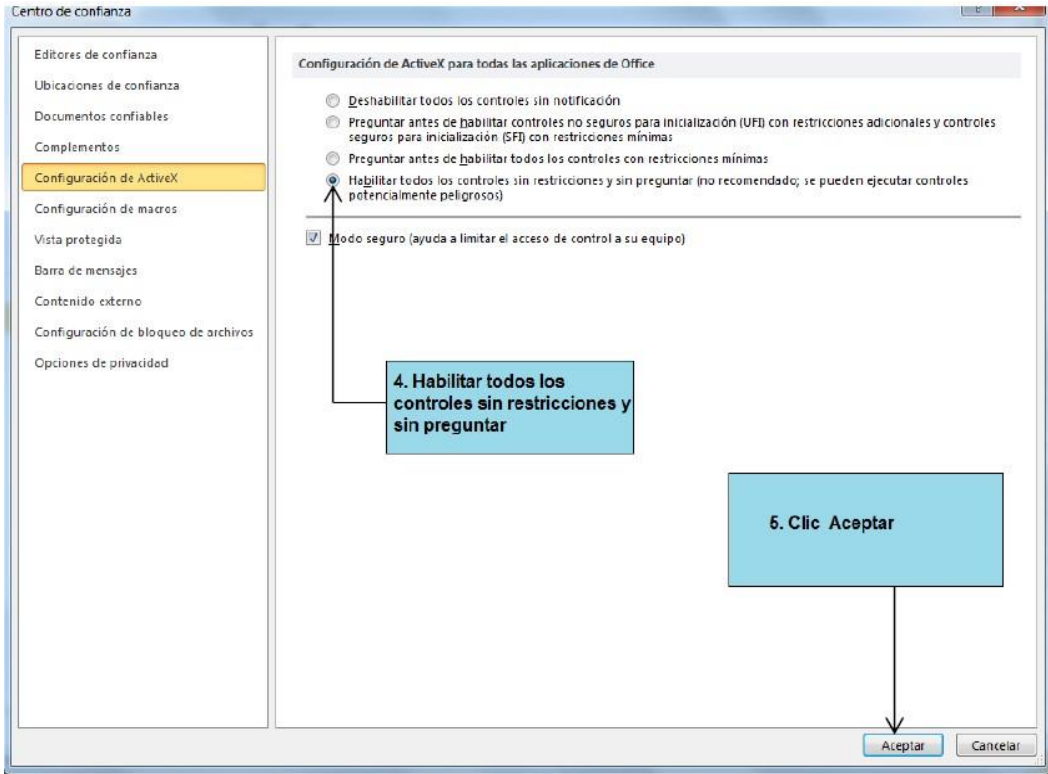 Centro de confianza
Editores de confianza
Ubicaciones de confianza
Documentos confiables
Complementos
Configuración de ActiveX
Configuración de macros
Vista protegida
Barra de mensajes
Contenido externo
Configuración de bloqueo de archivos
Opciones de privacidad
Configuración de ActiveX para todas las aplicaciones de Office
Deshabilitar todos los controles sin notificación
Preguntar antes de habilitar controles no seguros para inicialización (UFI) con restricciones adicionales y controles
seguros para inicialización (SFI) con restricciones mínimas
Preguntar antes de habilitar todos los controles con restricciones mínimas
Habilitar todos los controles sin restricciones y sin preguntar (no recomendado; se pueden ejecutar controles
potencialmente peligrosos)
Modo seguro (ayuda a limitar el acceso de control a su equipo)
4. Habilitar todos los
controles sin restricciones y
sin preguntar
5. Clic Aceptar
Aceptar
Cancelar